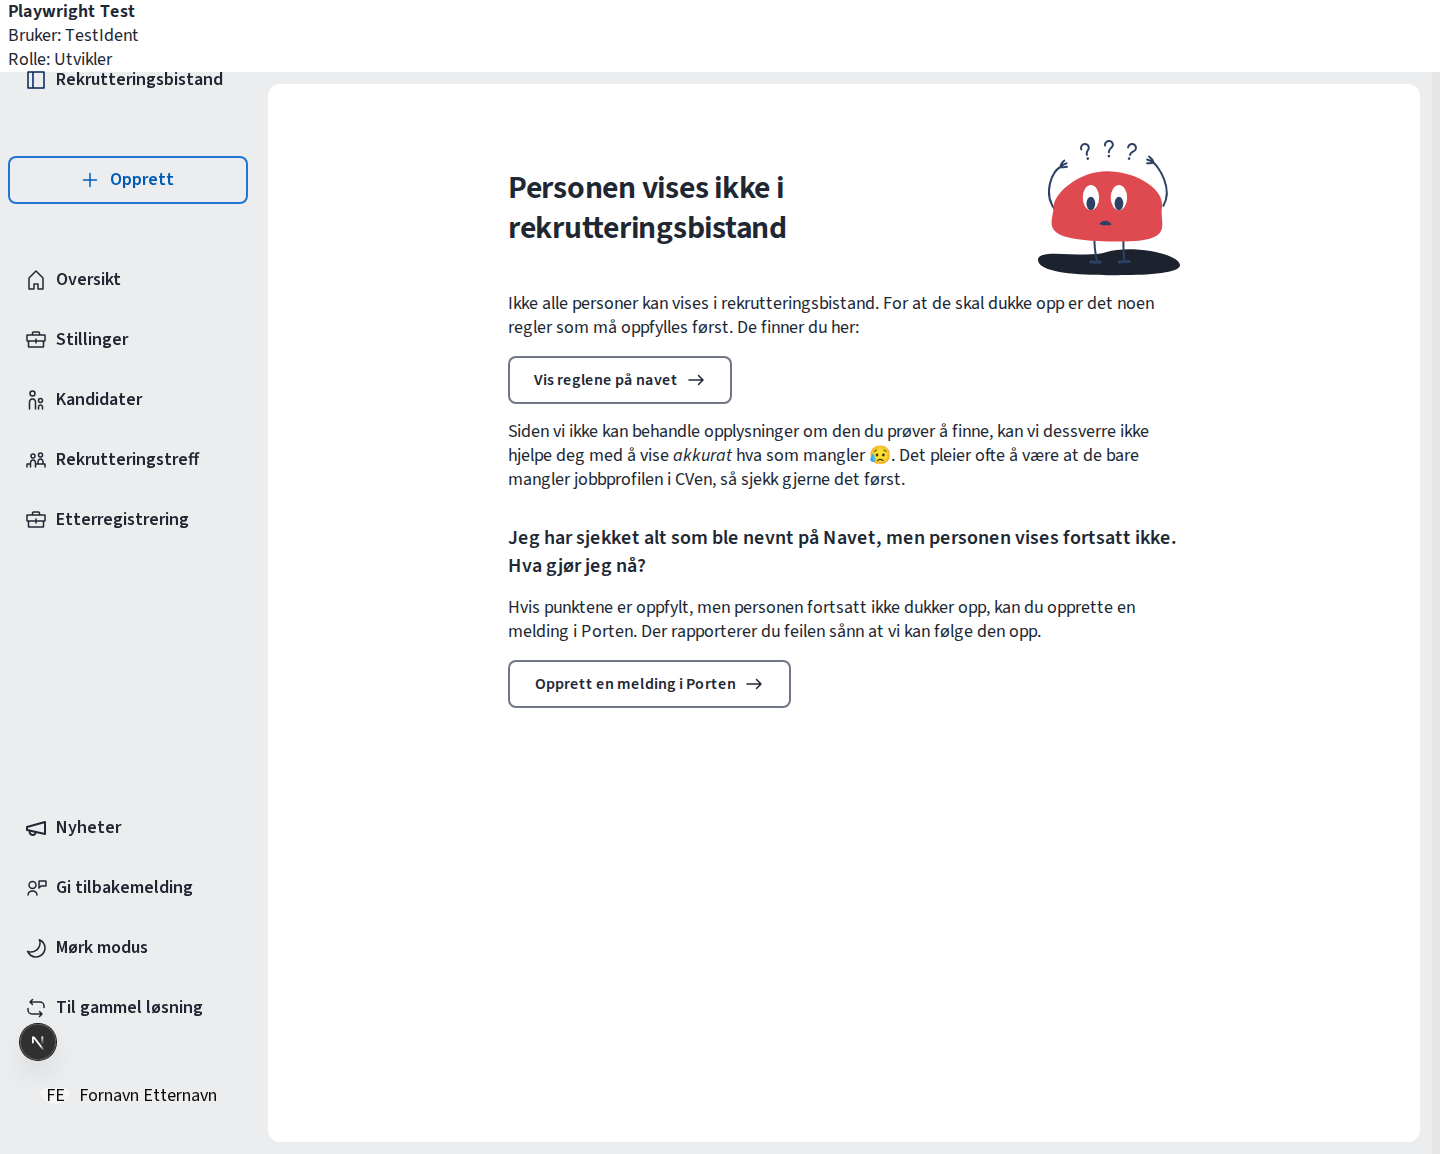 Playwright Test
Bruker: TestIdent
Rolle: Utvikler
Rekrutteringsbistand
Opprett
Oversikt
Stillinger
Kandidater
Rekrutteringstreff
Etterregistrering
Nyheter
Gi tilbakemelding
Mørk modus
Til gammel løsning
N
FE Fornavn Etternavn
? ? ?
Personen vises ikke i
rekrutteringsbistand
Ikke alle personer kan vises i rekrutteringsbistand. For at de skal dukke opp er det noen
regler som må oppfylles først. De finner du her:
Vis reglene på navet
Siden vi ikke kan behandle opplysninger om den du prøver å finne, kan vi dessverre ikke
hjelpe deg med å vise akkurat hva som mangler 😥. Det pleier ofte å være at de bare
mangler jobbprofilen i CVen, så sjekk gjerne det først.
Jeg har sjekket alt som ble nevnt på Navet, men personen vises fortsatt ikke.
Hva gjør jeg nå?
Hvis punktene er oppfylt, men personen fortsatt ikke dukker opp, kan du opprette en
melding i Porten. Der rapporterer du feilen sånn at vi kan følge den opp.
Opprett en melding i Porten